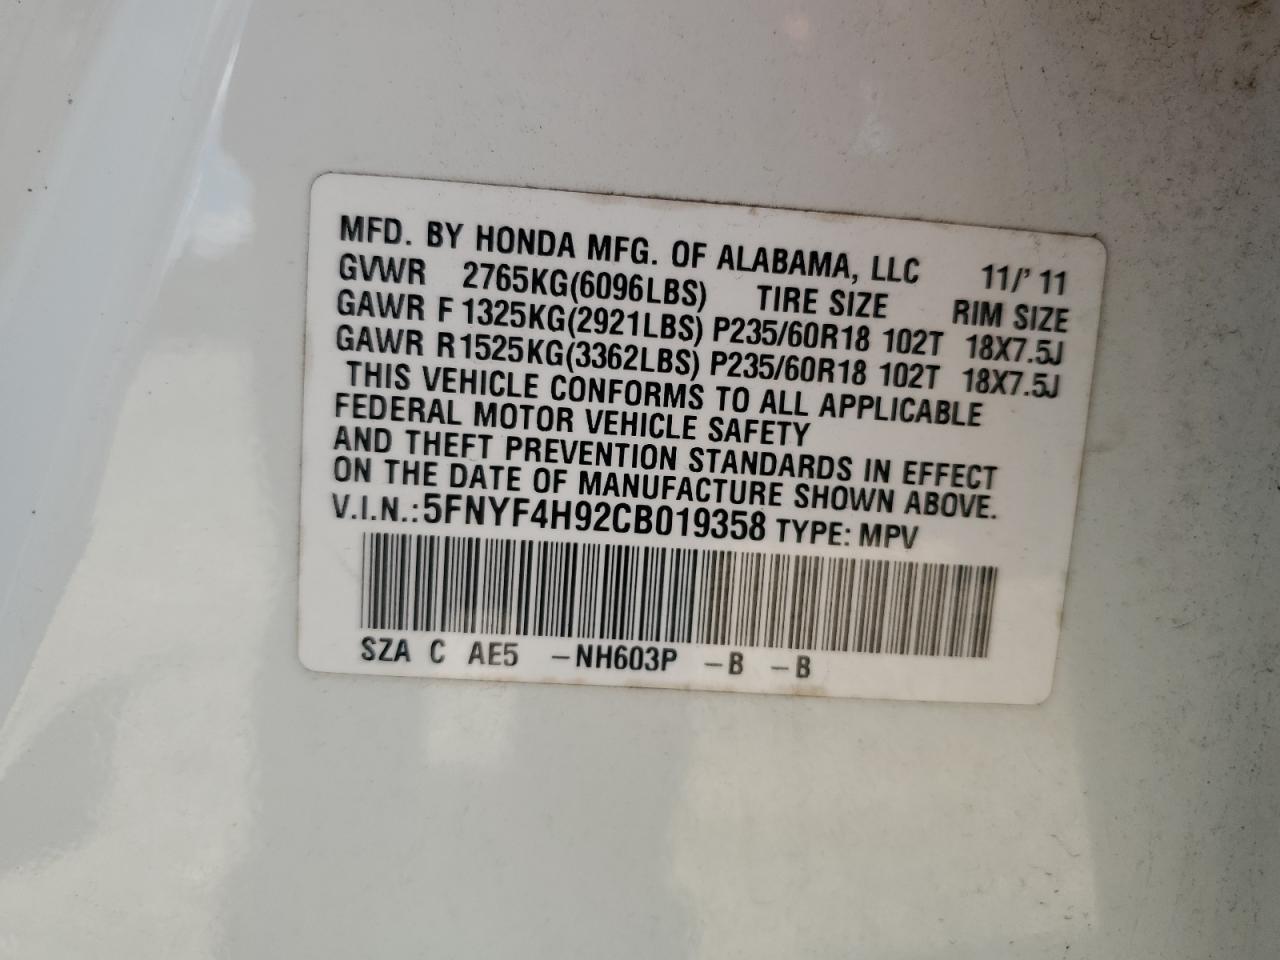 MFD. BY HONDA MFG. OF ALABAMA, LLC 11/' 11
GVWR 2765KG(6096LBS) TIRE SIZE RIM SIZE
GAWR F 1325KG(2921LBS) P235/60R18 102T 18X7.5J
GAWR R 1525KG(3362LBS) P235/60R18 102T 18X7.5J
THIS VEHICLE CONFORMS TO ALL APPLICABLE
FEDERAL MOTOR VEHICLE SAFETY
AND THEFT PREVENTION STANDARDS IN EFFECT
ON THE DATE OF MANUFACTURE SHOWN ABOVE.
V.I.N.: 5FNYF4H92CB019358 TYPE: MPV
SZA C AE5 -NH603P -B -B